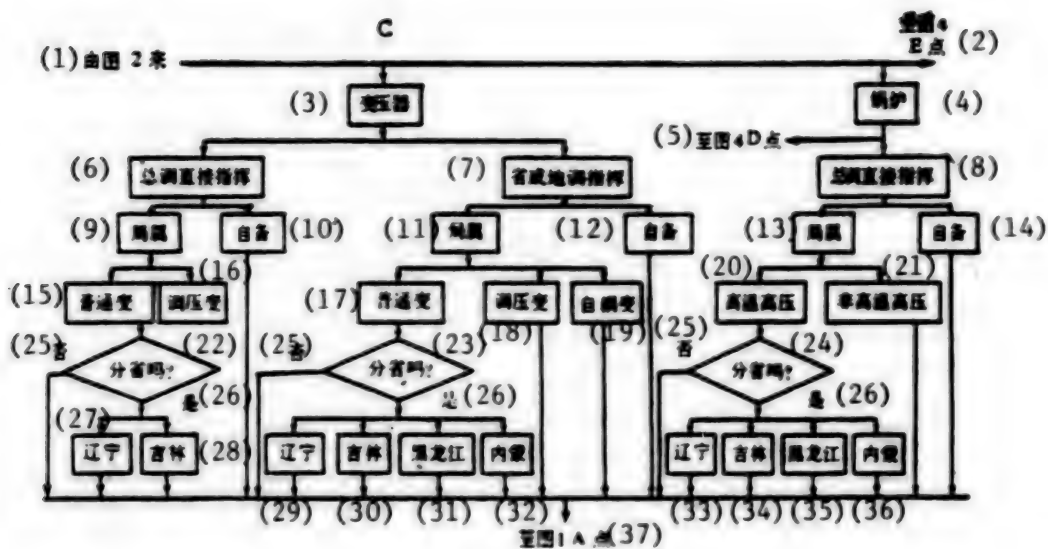 C
至图4
(1) 由图 2 来
E点 (2)
(3) 变压器
锅炉 (4)
(5) 至图4D点
(6) 总调直接指挥
(7) 省或地调指挥
总调直接指挥 (8)
(9) 局属
自备 (10)
(11) 局属
(12) 自备
(13) 局属
自备 (14)
(15) 普通变
(16) 调压变
(17) 普通变
调压变 (18)
自耦变 (19)
(20) 高温高压
(21) 非高温高压
(25) 否
分省吗? (22)
是 (26)
(25) 否
分省吗? (23)
是 (26)
(25) 否
分省吗? (24)
是 (26)
(27) 辽宁
吉林 (28)
辽宁 吉林 黑龙江 内蒙
辽宁 吉林 黑龙江 内蒙
(29) (30) (31) (32)
(33) (34) (35) (36)
至图1A点 (37)